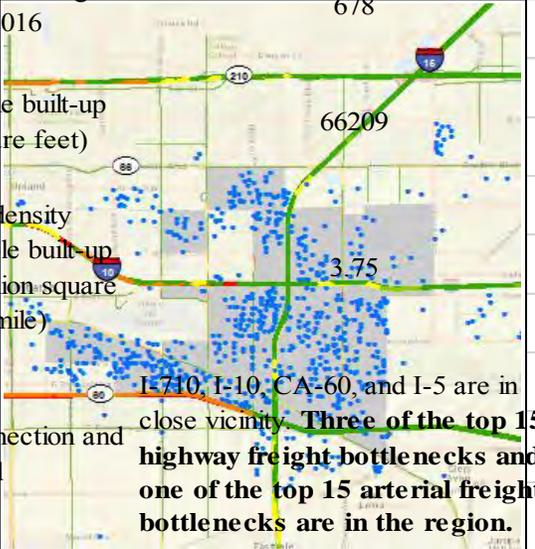 678
016
16
210
e built-up
66209
re feet)
66
Upland
density
le built-up
3.75
10
ion square
mile)
60
I-710, I-10, CA-60, and I-5 are in
close vicinity. Three of the top 15
nection and
highway freight bottlenecks and
one of the top 15 arterial freight
bottlenecks are in the region.